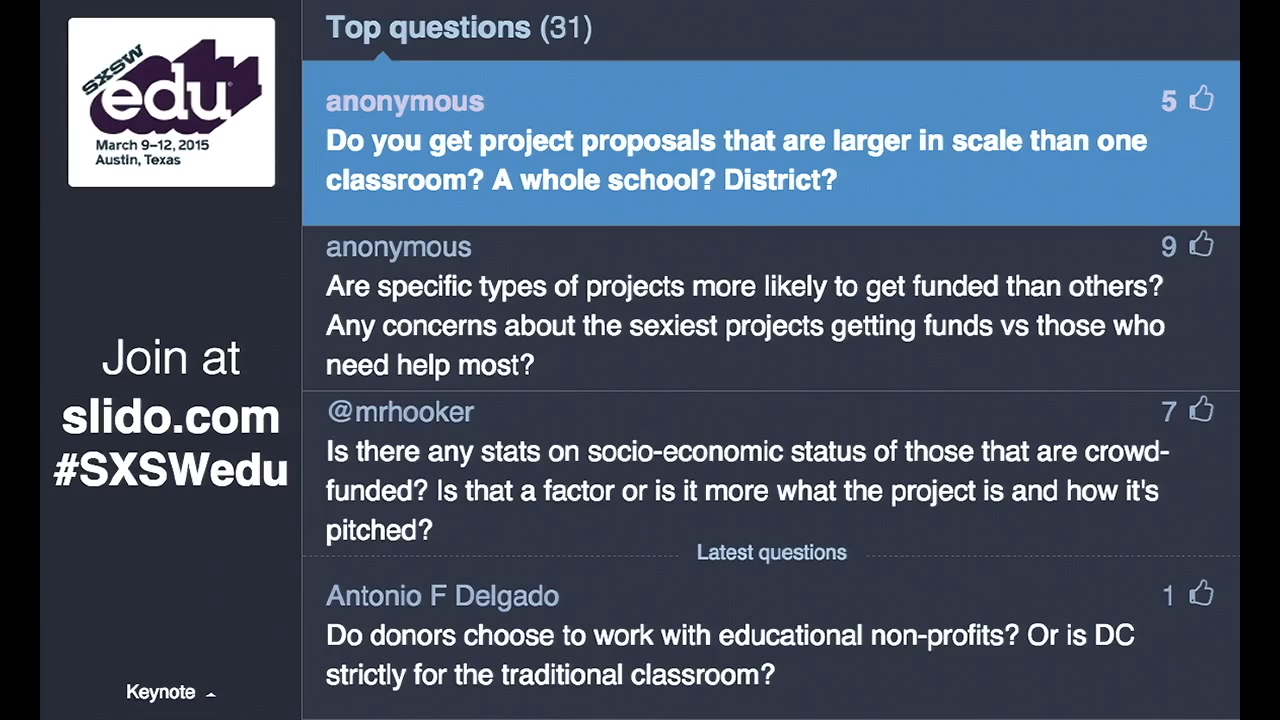 SXSW
edu
March 9–12, 2015
Austin, Texas
Join at
slido.com
#SXSWedu
Keynote
Top questions (31)
anonymous 5
Do you get project proposals that are larger in scale than one
classroom? A whole school? District?
anonymous 9
Are specific types of projects more likely to get funded than others?
Any concerns about the sexiest projects getting funds vs those who
need help most?
@mrhooker 7
Is there any stats on socio-economic status of those that are crowd-
funded? Is that a factor or is it more what the project is and how it's
pitched?
Latest questions
Antonio F Delgado 1
Do donors choose to work with educational non-profits? Or is DC
strictly for the traditional classroom?